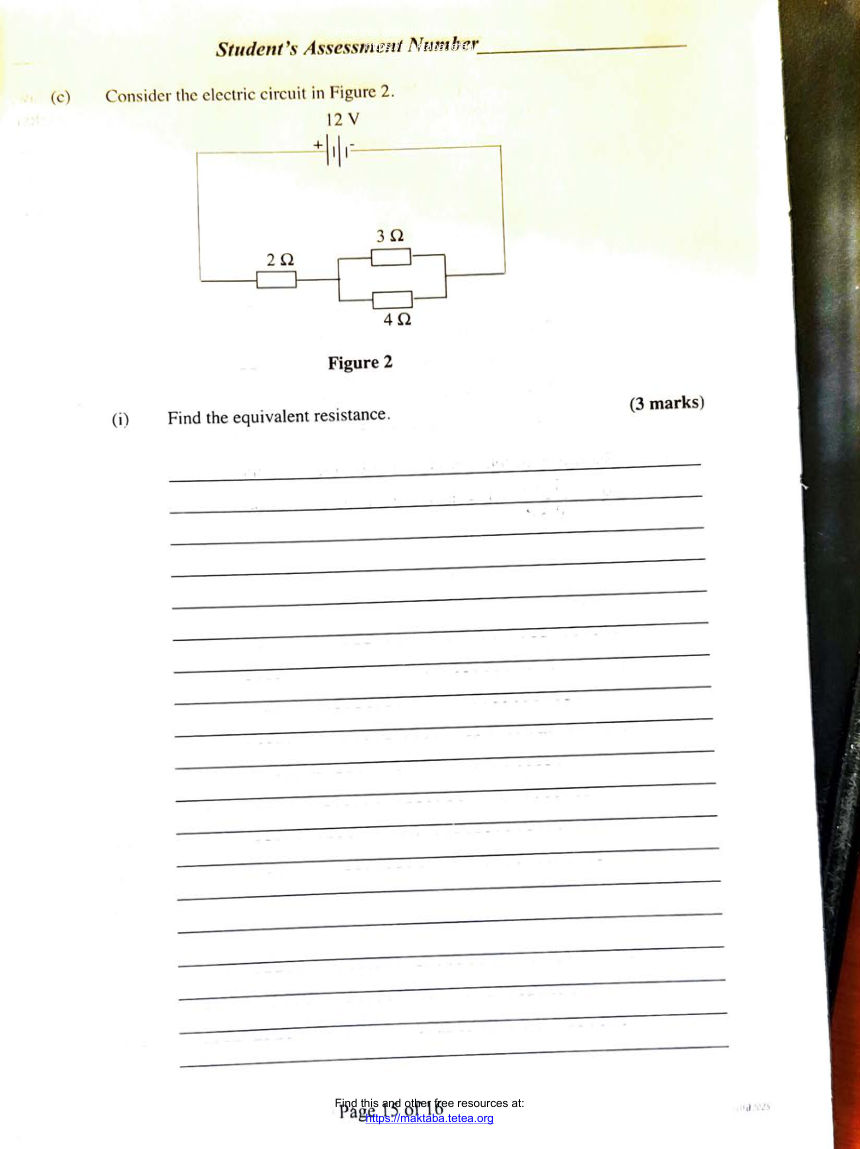 Student's Assessment Number
(c) Consider the electric circuit in Figure 2.
12 V
+ -
3 Ω
2 Ω
4 Ω
Figure 2
(3 marks)
(i) Find the equivalent resistance.
Find this and other free resources at:
Page 15 of 16
https://maktaba.tetea.org